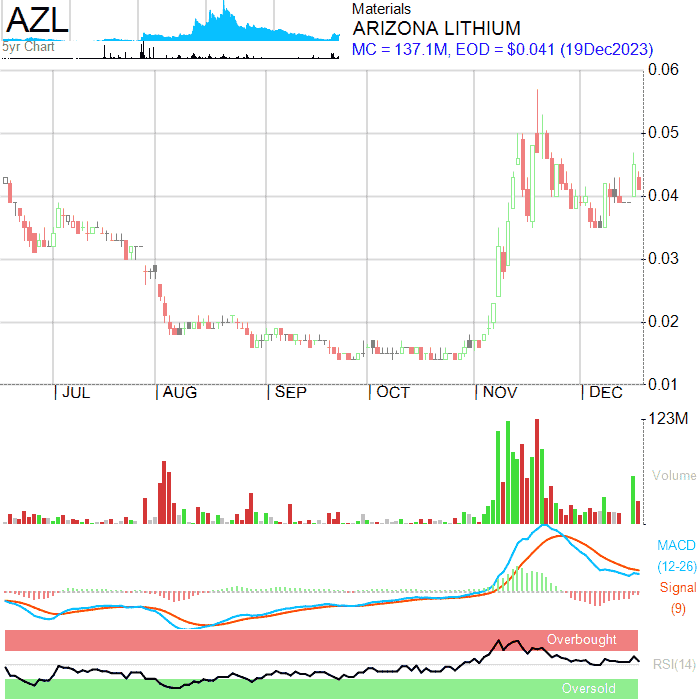 AZL
5yr Chart
Materials
ARIZONA LITHIUM
MC = 137.1M, EOD = $0.041 (19Dec2023)
0.06
0.05
0.04
0.03
0.02
0.01
JUL AUG SEP OCT NOV DEC
123M
Volume
MACD
(12-26)
Signal
(9)
Overbought
RSI(14)
Oversold